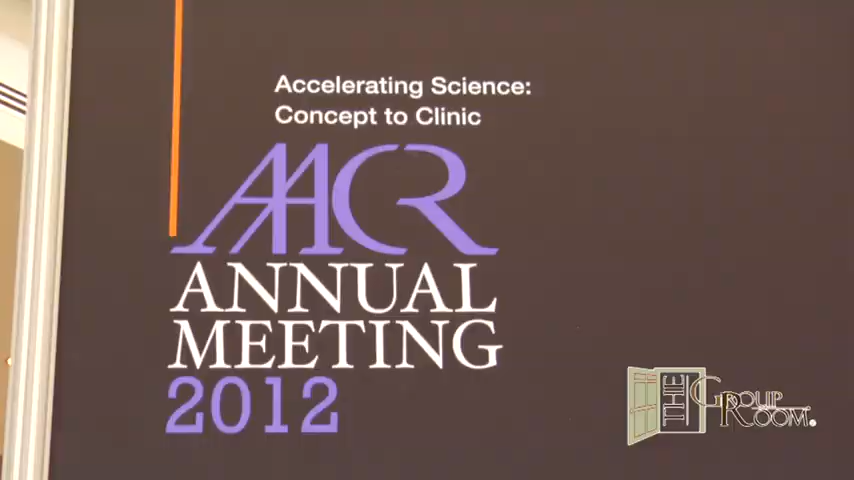 Accelerating Science:
Concept to Clinic
AACR
ANNUAL
MEETING
2012
THE
GROUP
ROOM.